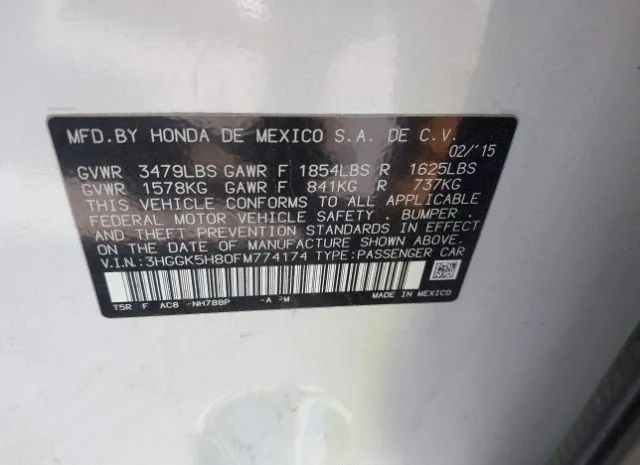 MFD.BY HONDA DE MEXICO S.A. DE C.V.
02/'15
GVWR 3479LBS GAWR F 1854LBS R 1625LBS
GVWR 1578KG GAWR F 841KG R 737KG
THIS VEHICLE CONFORMS TO ALL APPLICABLE
FEDERAL MOTOR VEHICLE SAFETY , BUMPER ,
AND THEFT PREVENTION STANDARDS IN EFFECT
ON THE DATE OF MANUFACTURE SHOWN ABOVE.
V.I.N.: 3HGGK5H80FM774174 TYPE:PASSENGER CAR
T5R F AC8 -NH788P -A -M MADE IN MEXICO